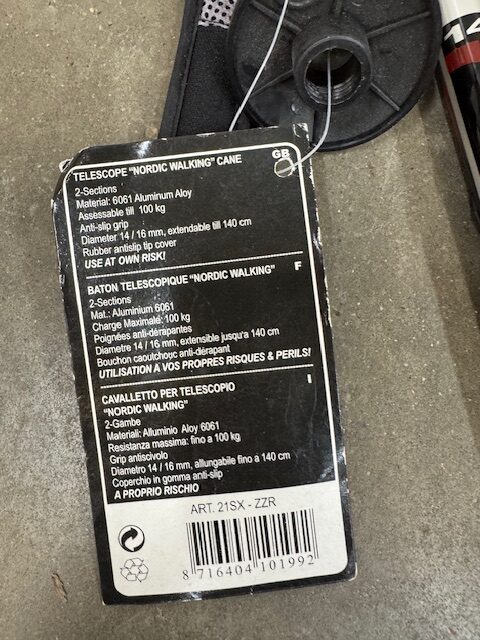 14
TELESCOPE "NORDIC WALKING" CANE
GB
2-Sections
Material: 6061 Aluminum Aloy
Assessable till 100 kg
Anti-slip grip
Diameter 14 / 16 mm, extendable till 140 cm
Rubber antislip tip cover
USE AT OWN RISK!
BATON TELESCOPIQUE "NORDIC WALKING"
F
2-Sections
Mat.: Aluminium 6061
Charge Maximale: 100 kg
Poignées anti-dérapantes
Diametre 14 / 16 mm, extensible jusqu'a 140 cm
Bouchon caoutchouc anti-dérapant
UTILISATION A VOS PROPRES RISQUES & PERILS!
CAVALLETTO PER TELESCOPIO
I
"NORDIC WALKING"
2-Gambe
Materiali: Alluminio Aloy 6061
Resistanza massima: fino a 100 kg
Grip antiscivolo
Diametro 14 / 16 mm, allungabile fino à 140 cm
Coperchio in gomma anti-slip
A PROPRIO RISCHIO
ART. 21SX - ZZR
8 716404 101992